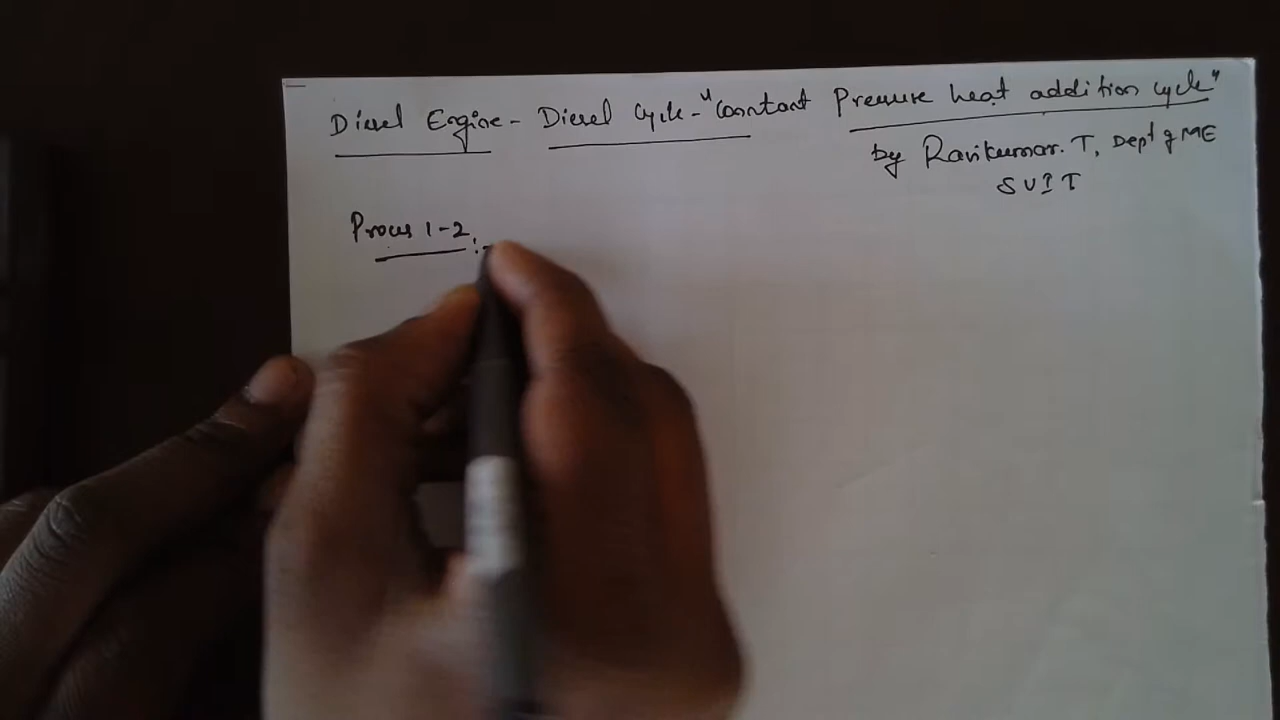 Diesel Engine - Diesel Cycle - "Constant Pressure heat addition cycle"
by Ravikumar. T, Dept of ME
SVIT
Process 1-2 :-